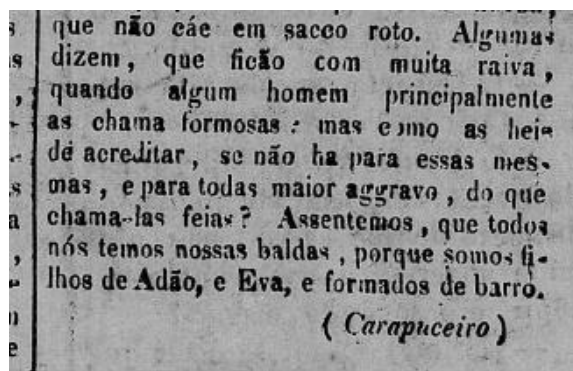 que não cáe em sacco roto. Algumas
dizem, que ficão com muita raiva,
quando algum homem principalmente
as chama formosas: mas como as hei-
de acreditar, se não ha para essas mes-
mas, e para todas maior aggravo, do que
chama-las feias? Assentemos, que todos
nós temos nossas baldas, porque somos fi-
lhos de Adão, e Eva, e formados de barro.
(Carapuceiro)